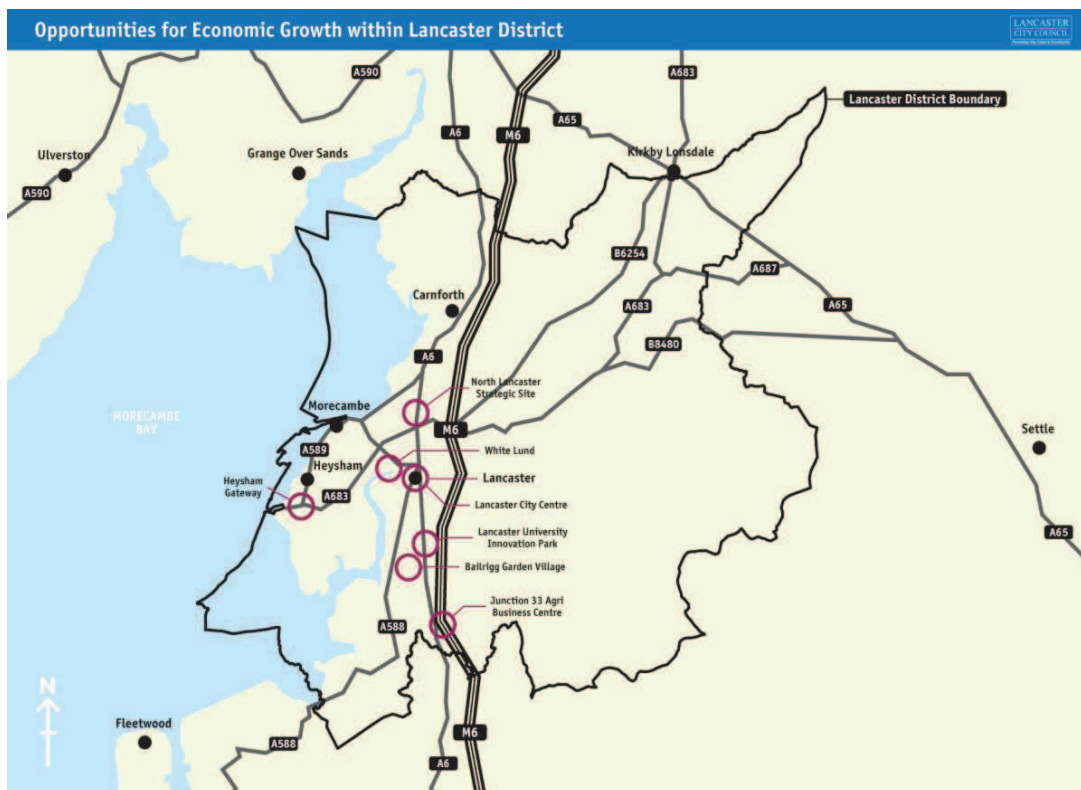 Opportunities for Economic Growth within Lancaster District
LANCASTER
CITY COUNCIL
A590
A590
A590
Ulverston
Grange Over Sands
A6
M6
A65
A683
Kirkby Lonsdale
Lancaster District Boundary
B6254
A687
A683
A65
B8480
Carnforth
A6
North Lancaster
Strategic Site
MORECAMBE
BAY
Morecambe
M6
Settle
A589
White Lund
Heysham
Lancaster
Heysham
Gateway
A683
Lancaster City Centre
Lancaster University
Innovation Park
A65
Bailrigg Garden Village
Junction 33 Agri
Business Centre
A588
N
Fleetwood
A588
M6
A6